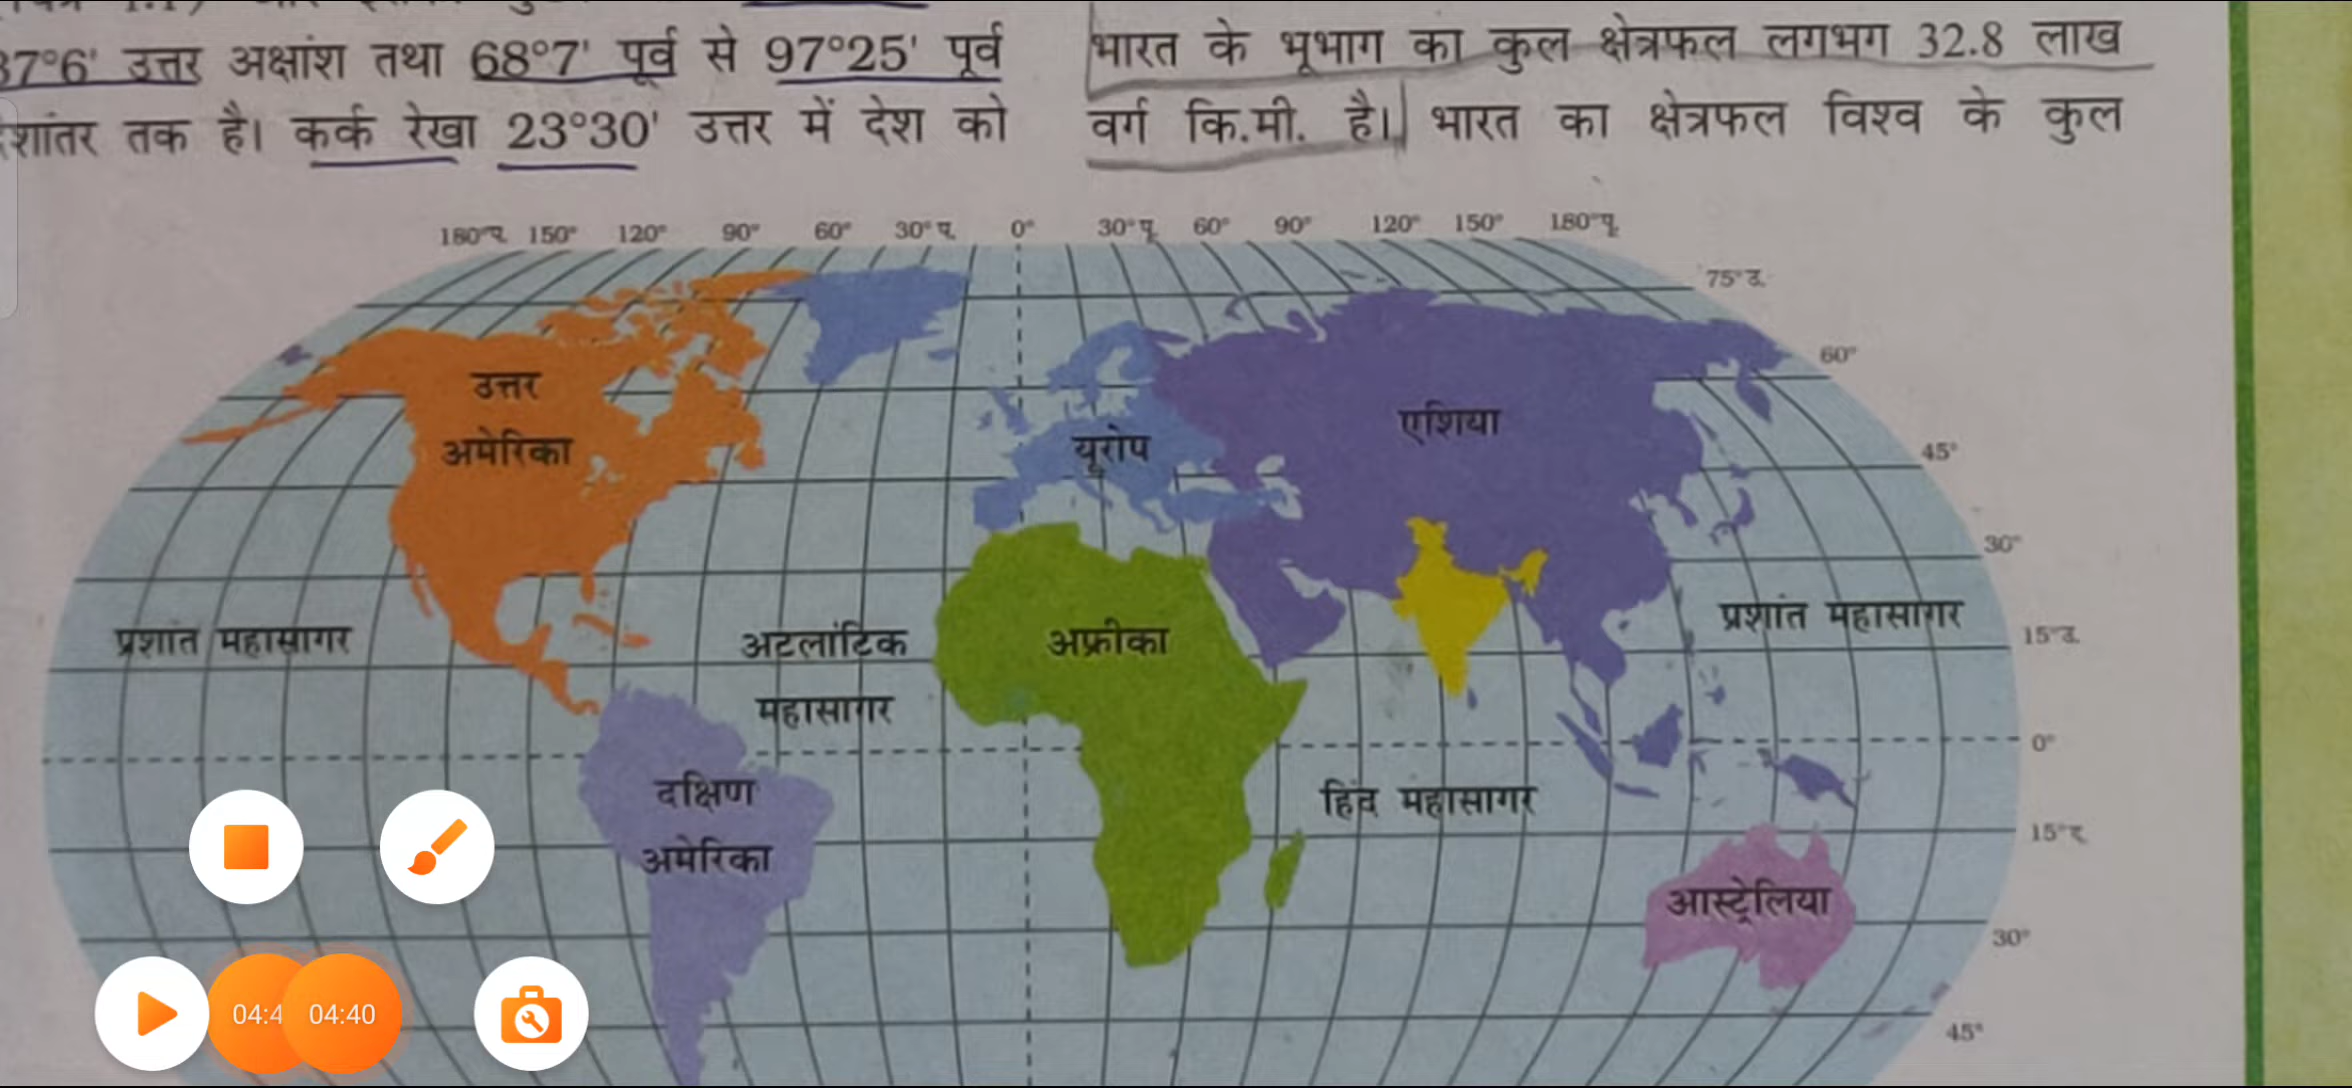 37°6' उत्तर अक्षांश तथा 68°7' पूर्व से 97°25' पूर्व
देशांतर तक है। कर्क रेखा 23°30' उत्तर में देश को
भारत के भूभाग का कुल क्षेत्रफल लगभग 32.8 लाख
वर्ग कि.मी. है। भारत का क्षेत्रफल विश्व के कुल
180°प. 150° 120° 90° 60° 30°प. 0° 30°पू. 60° 90° 120° 150° 180°पू.
75°उ.
60°
45°
30°
15°उ.
0°
15°द.
30°
45°
उत्तर
अमेरिका
यूरोप
एशिया
प्रशांत महासागर
अटलांटिक
महासागर
अफ्रीका
प्रशांत महासागर
दक्षिण
अमेरिका
हिंद महासागर
आस्ट्रेलिया
04:4
04:40